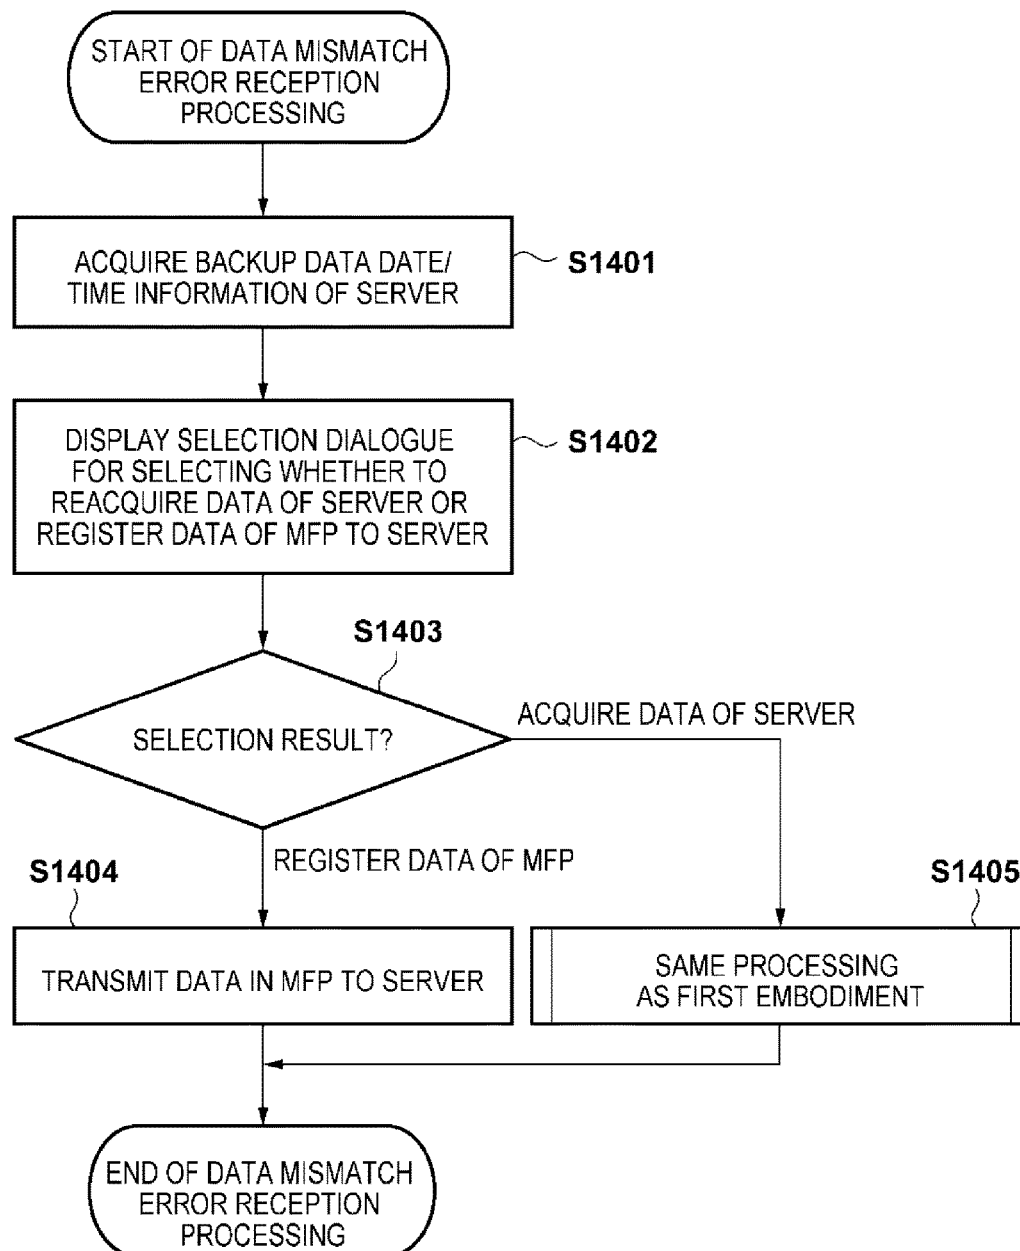 START OF DATA MISMATCH
ERROR RECEPTION
PROCESSING
ACQUIRE BACKUP DATA DATE/
TIME INFORMATION OF SERVER
S1401
DISPLAY SELECTION DIALOGUE
FOR SELECTING WHETHER TO
REACQUIRE DATA OF SERVER OR
REGISTER DATA OF MFP TO SERVER
S1402
S1403
SELECTION RESULT?
ACQUIRE DATA OF SERVER
REGISTER DATA OF MFP
S1404
TRANSMIT DATA IN MFP TO SERVER
S1405
SAME PROCESSING
AS FIRST EMBODIMENT
END OF DATA MISMATCH
ERROR RECEPTION
PROCESSING